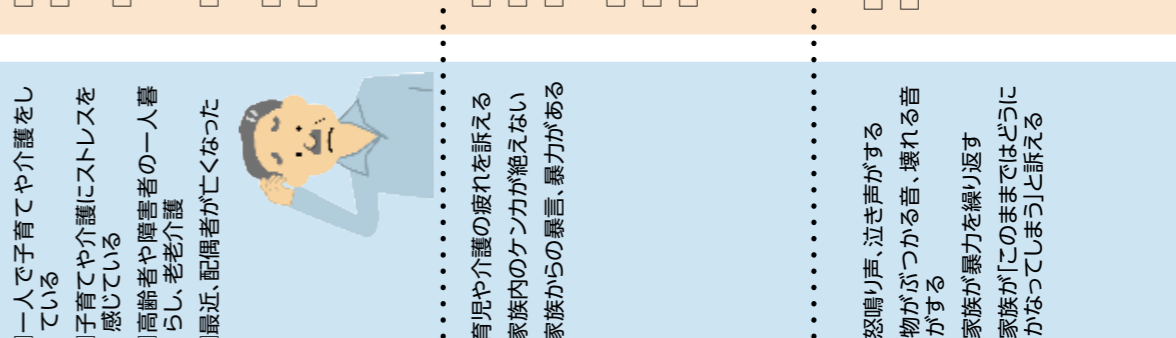 □一人で子育てや介護をし
ている
□子育てや介護にストレスを
感じている
□高齢者や障害者の一人暮
らし、老老介護
□最近、配偶者が亡くなった
育児や介護の疲れを訴える
家族内のケンカが絶えない
家族からの暴言、暴力がある
怒鳴り声、泣き声がする
物がぶつかる音、壊れる音
がする
家族が暴力を繰り返す
家族が「このままではどうに
かなってしまう」と訴える